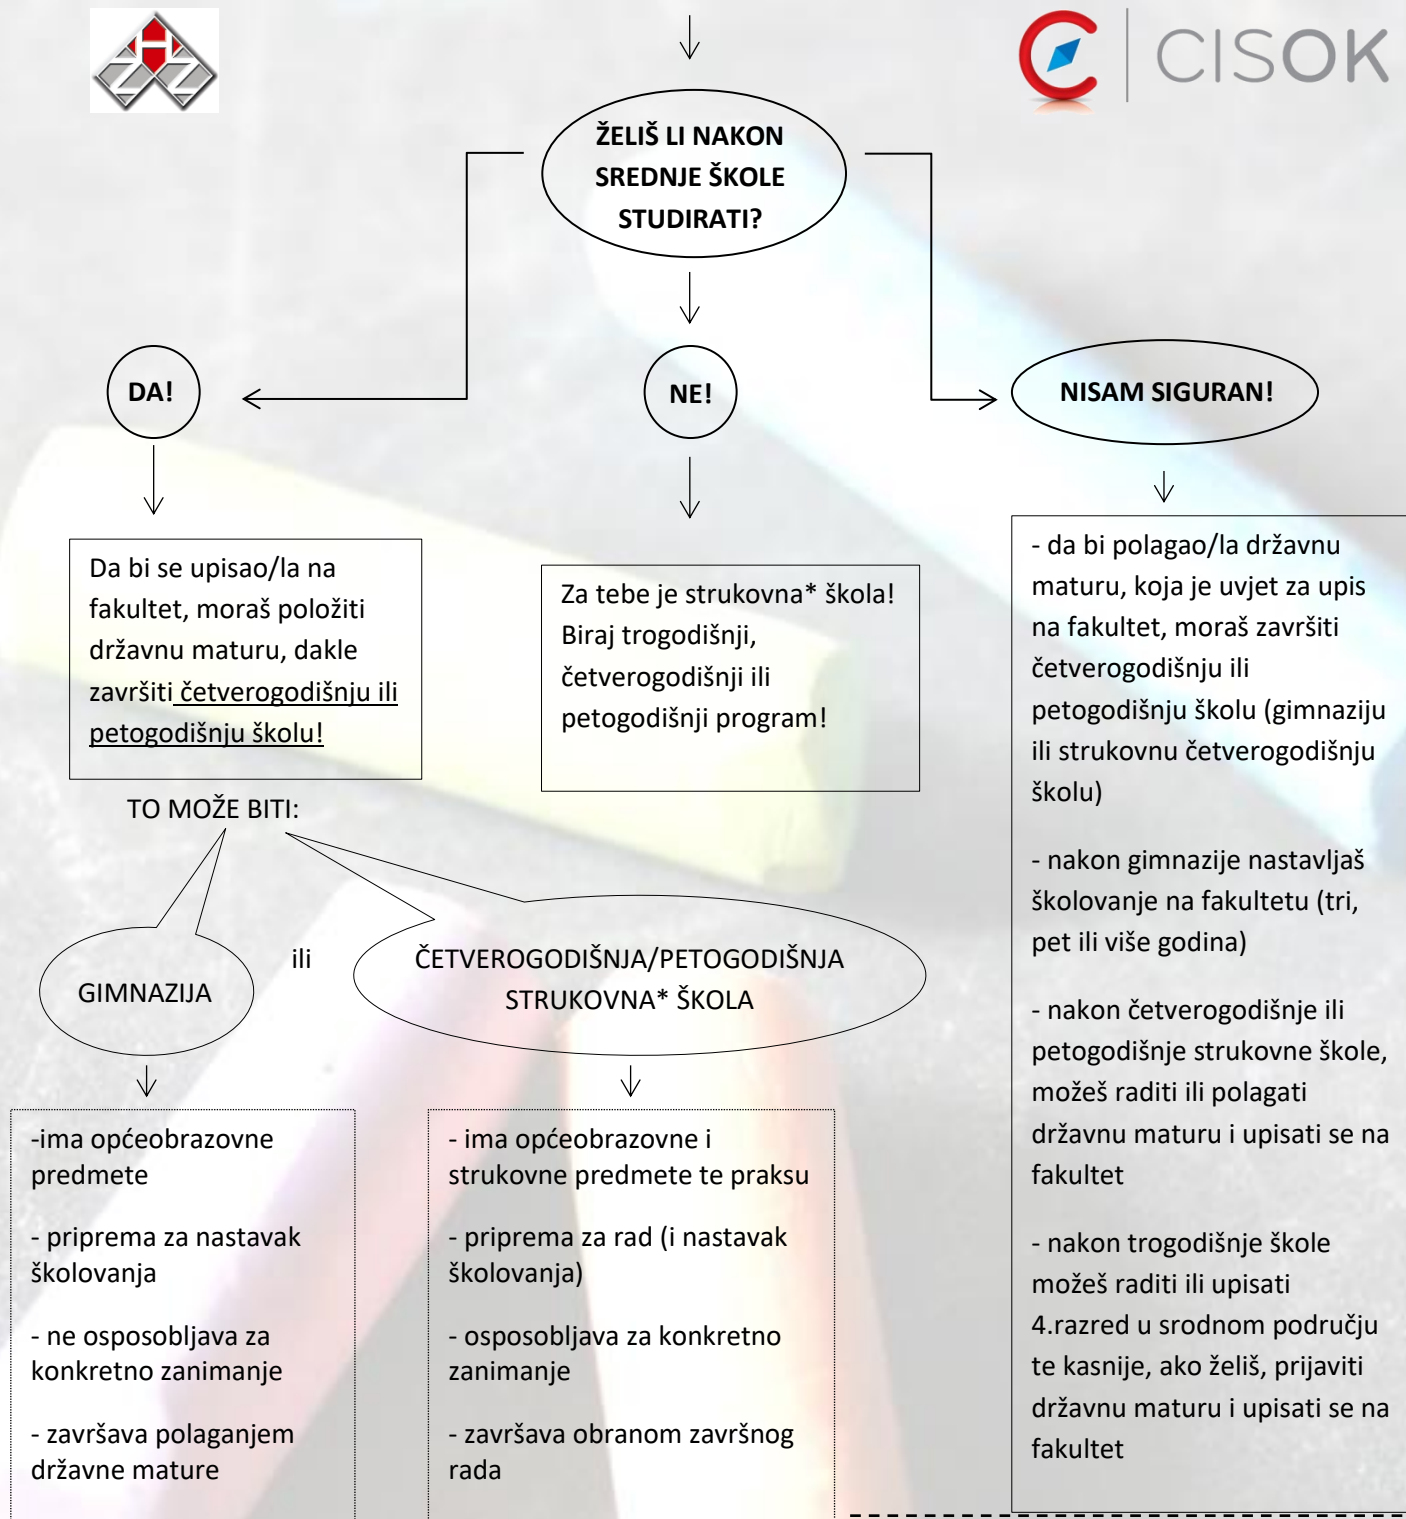 HZZ
CISOK
ŽELIŠ LI NAKON
SREDNJE ŠKOLE
STUDIRATI?
DA!
NE!
NISAM SIGURAN!
Da bi se upisao/la na
fakultet, moraš položiti
državnu maturu, dakle
završiti četverogodišnju ili
petogodišnju školu!
Za tebe je strukovna* škola!
Biraj trogodišnji,
četverogodišnji ili
petogodišnji program!
- da bi polagao/la državnu
maturu, koja je uvjet za upis
na fakultet, moraš završiti
četverogodišnju ili
petogodišnju školu (gimnaziju
ili strukovnu četverogodišnju
školu)
- nakon gimnazije nastavljaš
školovanje na fakultetu (tri,
pet ili više godina)
- nakon četverogodišnje ili
petogodišnje strukovne škole,
možeš raditi ili polagati
državnu maturu i upisati se na
fakultet
- nakon trogodišnje škole
možeš raditi ili upisati
4.razred u srodnom području
te kasnije, ako želiš, prijaviti
državnu maturu i upisati se na
fakultet
TO MOŽE BITI:
GIMNAZIJA
ili
ČETVEROGODIŠNJA/PETOGODIŠNJA
STRUKOVNA* ŠKOLA
-ima općeobrazovne
predmete
- priprema za nastavak
školovanja
- ne osposobljava za
konkretno zanimanje
- završava polaganjem
državne mature
- ima općeobrazovne i
strukovne predmete te praksu
- priprema za rad (i nastavak
školovanja)
- osposobljava za konkretno
zanimanje
- završava obranom završnog
rada